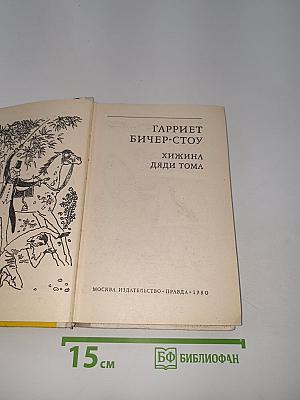 ГАРРИЕТ
БИЧЕР-СТОУ
ХИЖИНА
ДЯДИ ТОМА
МОСКВА ИЗДАТЕЛЬСТВО «ПРАВДА» 1980
15 см
БФ БИБЛИОФАН